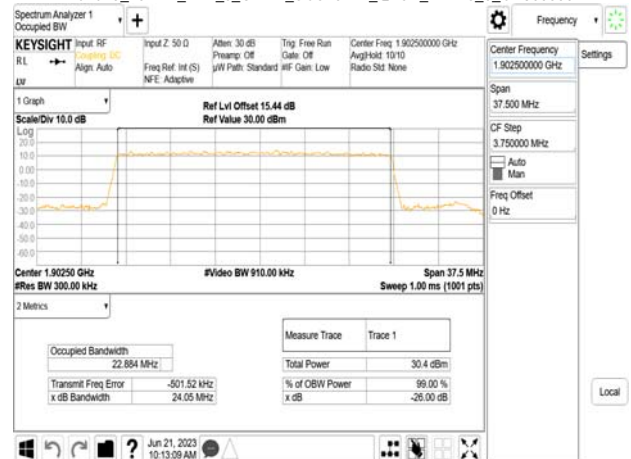 Spectrum Analyzer 1
Occupied BW
Frequency
KEYSIGHT
Input: RF
Coupling: DC
Align: Auto
Input Z: 50 Ω
Freq Ref: Int (S)
NFE: Adaptive
Atten: 30 dB
Preamp: Off
µW Path: Standard
Trig: Free Run
Gate: Off
#IF Gain: Low
Center Freq: 1.902500000 GHz
Avg|Hold: 10/10
Radio Std: None
RL
LU
Center Frequency
1.902500000 GHz
Settings
Span
37.500 MHz
CF Step
3.750000 MHz
Auto
Man
Freq Offset
0 Hz
1 Graph
Scale/Div 10.0 dB
Ref Lvl Offset 15.44 dB
Ref Value 30.00 dBm
Log
20.0
10.0
0.00
-10.0
-20.0
-30.0
-40.0
-50.0
-60.0
Center 1.90250 GHz
#Res BW 300.00 kHz
#Video BW 910.00 kHz
Span 37.5 MHz
Sweep 1.00 ms (1001 pts)
2 Metrics
Measure Trace Trace 1
Occupied Bandwidth
22.884 MHz
Total Power 30.4 dBm
Transmit Freq Error -501.52 kHz
% of OBW Power 99.00 %
x dB Bandwidth 24.05 MHz
x dB -26.00 dB
Local
?
Jun 21, 2023
10:13:09 AM